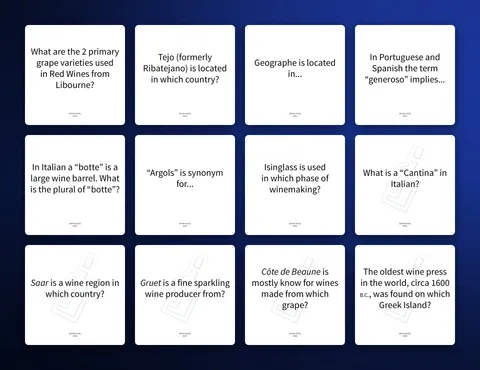 What are the 2 primary
grape varieties used
in Red Wines from
Libourne?
Tejo (formerly
Ribatejano) is located
in which country?
Geographe is located
in...
In Portuguese and
Spanish the term
“generoso” implies...
In Italian a “botte” is a
large wine barrel. What
is the plural of “botte”?
“Argols” is synonym
for...
Isinglass is used
in which phase of
winemaking?
What is a “Cantina” in
Italian?
Saar is a wine region in
which country?
Gruet is a fine sparkling
wine producer from?
Côte de Beaune is
mostly know for wines
made from which
grape?
The oldest wine press
in the world, circa 1600
B.C., was found on which
Greek Island?